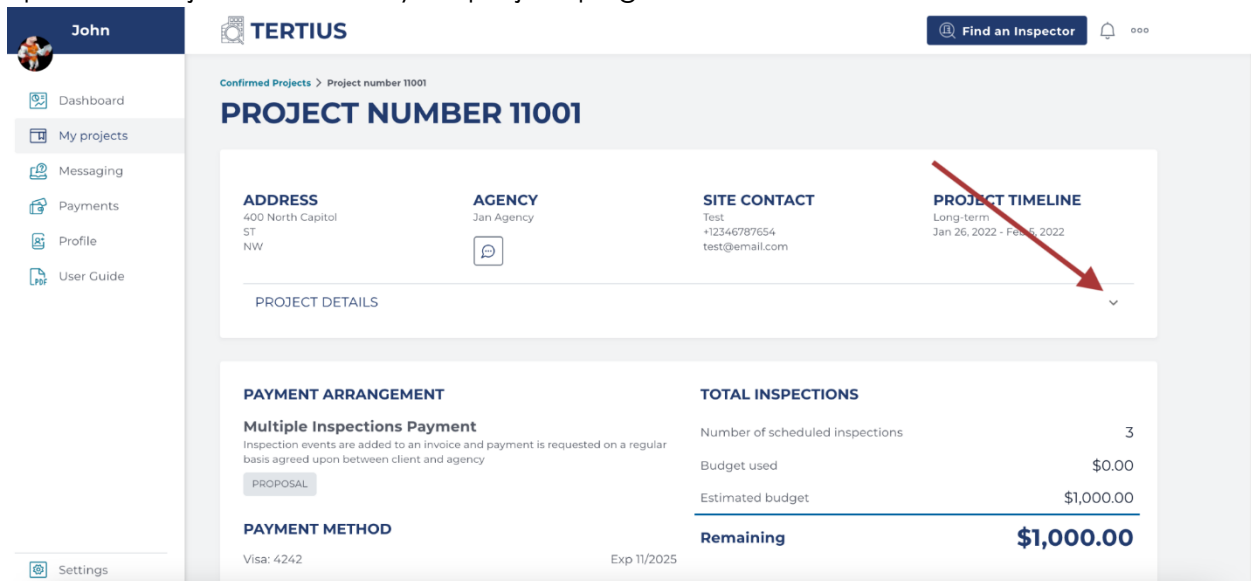 John
TERTIUS
Find an Inspector
Dashboard
My projects
Messaging
Payments
Profile
PDF
User Guide
Settings
Confirmed Projects > Project number 11001
PROJECT NUMBER 11001
ADDRESS
400 North Capitol
ST
NW
AGENCY
Jan Agency
SITE CONTACT
Test
+12346787654
test@email.com
PROJECT TIMELINE
Long-term
Jan 26, 2022 - Feb 5, 2022
PROJECT DETAILS
PAYMENT ARRANGEMENT
Multiple Inspections Payment
Inspection events are added to an invoice and payment is requested on a regular
basis agreed upon between client and agency
PROPOSAL
PAYMENT METHOD
Visa: 4242 Exp 11/2025
TOTAL INSPECTIONS
Number of scheduled inspections 3
Budget used $0.00
Estimated budget $1,000.00
Remaining $1,000.00